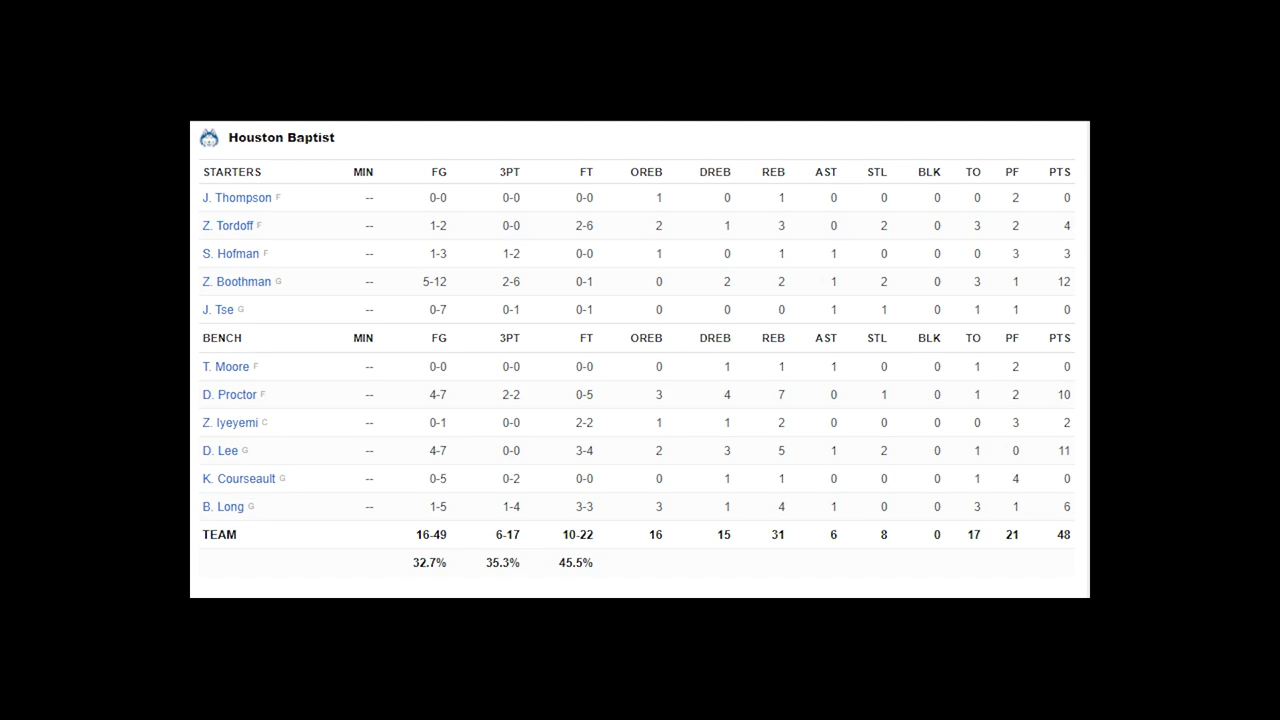 Houston Baptist
STARTERS MIN FG 3PT FT OREB DREB REB AST STL BLK TO PF PTS
J. Thompson F -- 0-0 0-0 0-0 1 0 1 0 0 0 0 2 0
Z. Tordoff F -- 1-2 0-0 2-6 2 1 3 0 2 0 3 2 4
S. Hofman F -- 1-3 1-2 0-0 1 0 1 1 0 0 0 3 3
Z. Boothman G -- 5-12 2-6 0-1 0 2 2 1 2 0 3 1 12
J. Tse G -- 0-7 0-1 0-1 0 0 0 1 1 0 1 1 0
BENCH MIN FG 3PT FT OREB DREB REB AST STL BLK TO PF PTS
T. Moore F -- 0-0 0-0 0-0 0 1 1 1 0 0 1 2 0
D. Proctor F -- 4-7 2-2 0-5 3 4 7 0 1 0 1 2 10
Z. Iyeyemi C -- 0-1 0-0 2-2 1 1 2 0 0 0 0 3 2
D. Lee G -- 4-7 0-0 3-4 2 3 5 1 2 0 1 0 11
K. Courseault G -- 0-5 0-2 0-0 0 1 1 0 0 0 1 4 0
B. Long G -- 1-5 1-4 3-3 3 1 4 1 0 0 3 1 6
TEAM 16-49 6-17 10-22 16 15 31 6 8 0 17 21 48
32.7% 35.3% 45.5%